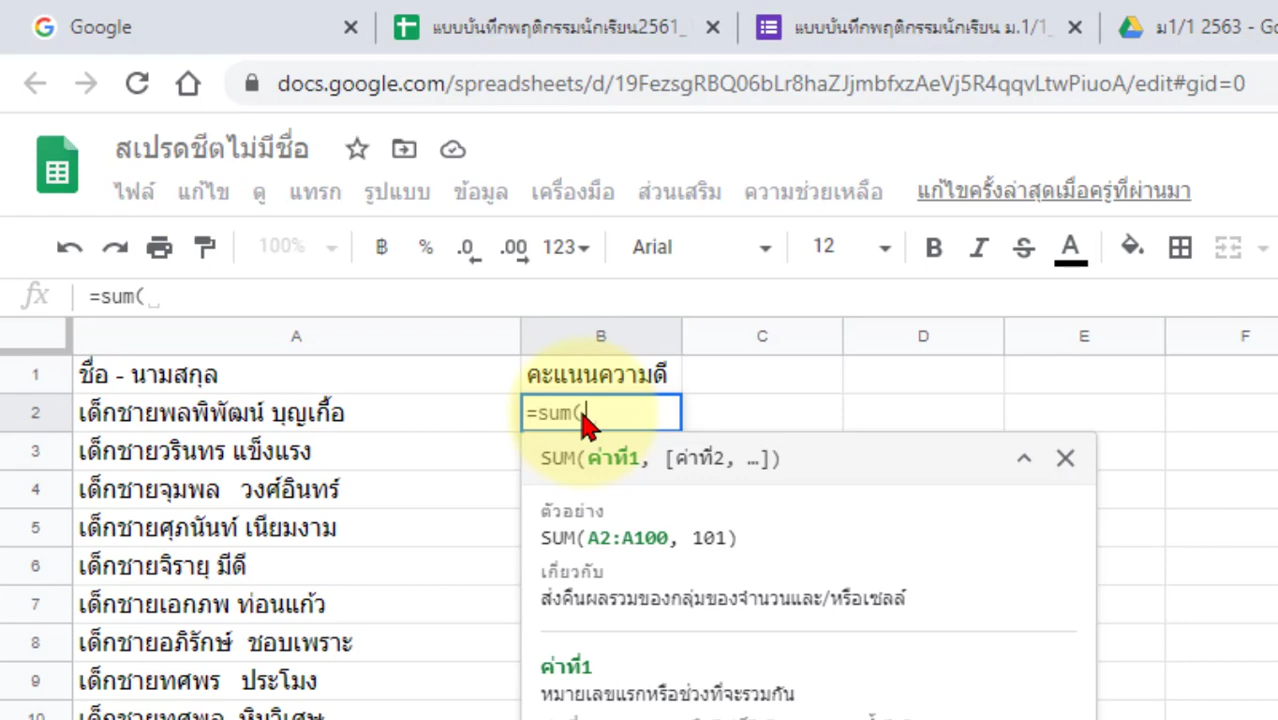 Google
แบบบันทึกพฤติกรรมนักเรียน2561_
แบบบันทึกพฤติกรรมนักเรียน ม.1/1_
ม1/1 2563 - Go
docs.google.com/spreadsheets/d/19FezsgRBQ06bLr8haZJjmbfxzAeVj5R4qqvLtwPiuoA/edit#gid=0
สเปรดชีตไม่มีชื่อ
ไฟล์ แก้ไข ดู แทรก รูปแบบ ข้อมูล เครื่องมือ ส่วนเสริม ความช่วยเหลือ แก้ไขครั้งล่าสุดเมื่อครู่ที่ผ่านมา
100% ฿ % .0 .00 123 Arial 12 B I S A
fx =sum(
A B C D E F
1 ชื่อ - นามสกุล คะแนนความดี
2 เด็กชายพลพิพัฒน์ บุญเกื้อ =sum(
3 เด็กชายวรินทร แข็งแรง SUM(ค่าที่1, [ค่าที่2, …])
4 เด็กชายจุมพล วงศ์อินทร์ ตัวอย่าง
SUM(A2:A100, 101)
5 เด็กชายศุภนันท์ เนียมงาม
6 เด็กชายจิรายุ มีดี เกี่ยวกับ
7 เด็กชายเอกภพ ท่อนแก้ว ส่งคืนผลรวมของกลุ่มของจำนวนและ/หรือเซลล์
8 เด็กชายอภิรักษ์ ชอบเพราะ
ค่าที่1
9 เด็กชายทศพร ประโมง หมายเลขแรกหรือช่วงที่จะรวมกัน
10